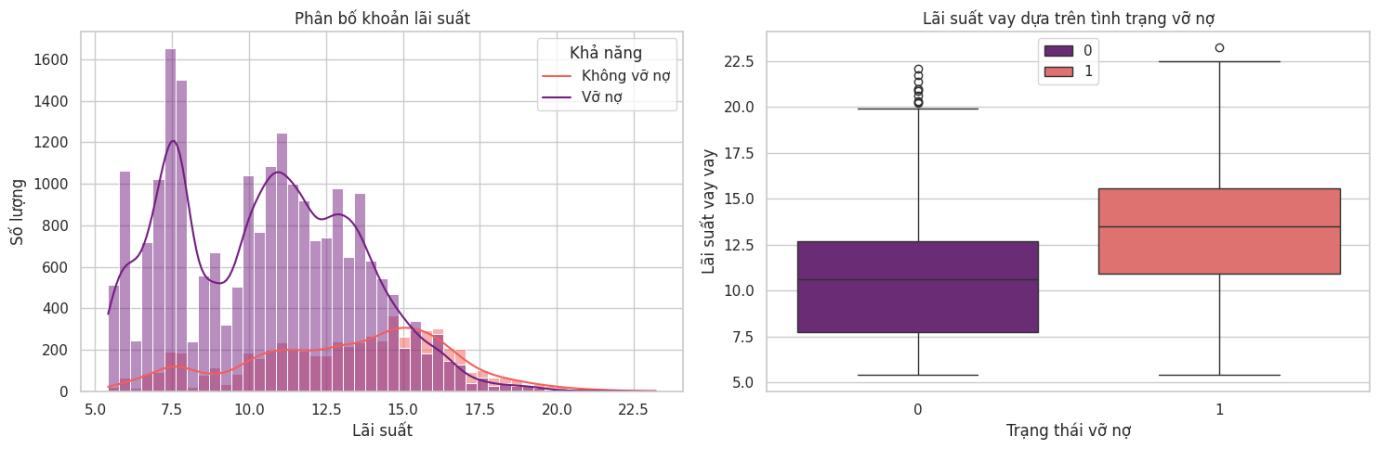 Phân bố khoản lãi suất
Khả năng
Không vỡ nợ
Vỡ nợ
Số lượng
1600
1400
1200
1000
800
600
400
200
0
5.0 7.5 10.0 12.5 15.0 17.5 20.0 22.5
Lãi suất
Lãi suất vay dựa trên tình trạng vỡ nợ
0
1
Lãi suất vay vay
22.5
20.0
17.5
15.0
12.5
10.0
7.5
5.0
0 1
Trạng thái vỡ nợ